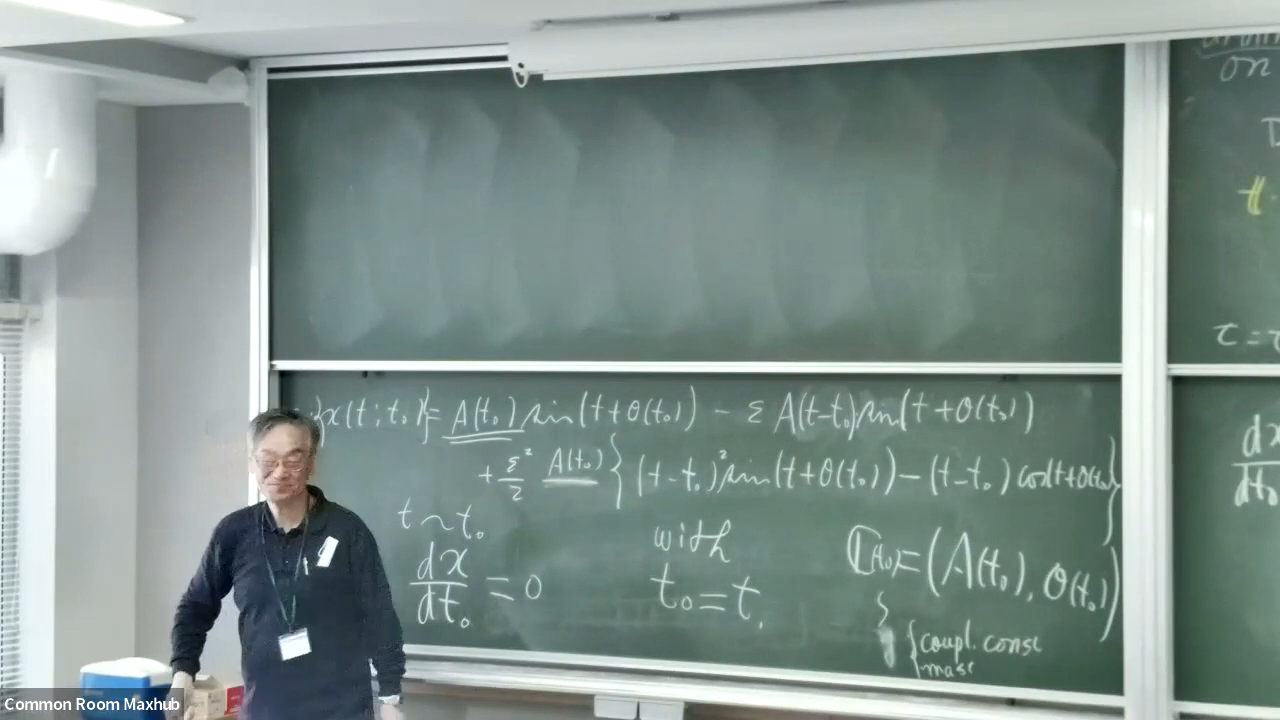 x(t;t₀) = A(t₀) sin(t+θ(t₀)) − ε A(t−t₀) sin(t+θ(t₀))
+ ε²/2 A(t₀) { (t−t₀)² sin(t+θ(t₀)) − (t−t₀) cos(t+θ(t₀)) }
t ~ t₀
dx/dt₀ = 0 with t₀ = t,
C(t₀) = (A(t₀), θ(t₀))
{ coupl. const
mass
on
t
τ =
dx
dt₀
Common Room Maxhub